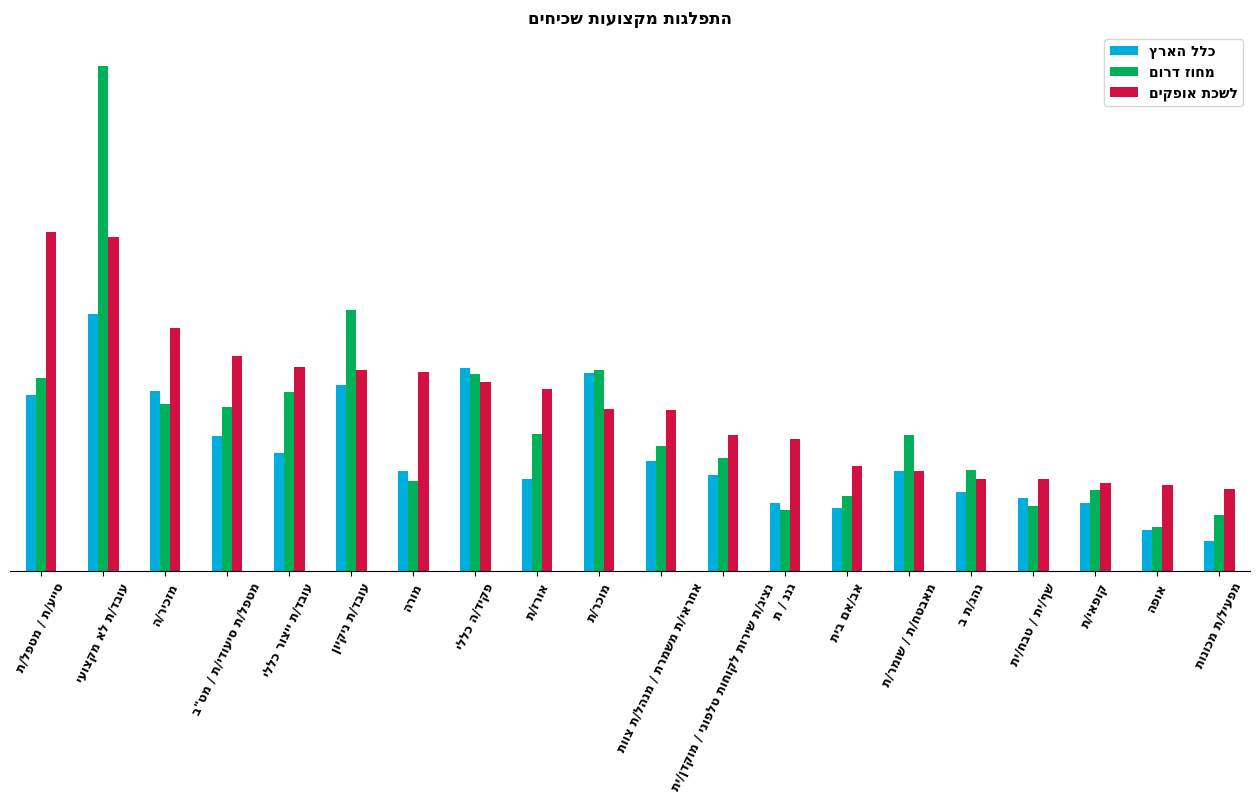 התפלגות מקצועות שכיחים
כלל הארץ
מחוז דרום
לשכת אופקים
סייע/ת / מטפל/ת
עובד/ת לא מקצועי
מזכיר/ה
מטפל/ת סיעודי/ת / מט"ב
עובד/ת ייצור כללי
עובד/ת ניקיון
מורה
פקיד/ה כללי
אורז/ת
מוכר/ת
אחראי/ת משמרת / מנהל/ת צוות
נציג/ת שירות לקוחות טלפוני / מוקדן/ית
גנן / ת
אב/אם בית
מאבטח/ת / שומר/ת
נהג/ת ב
שף/ית / טבח/ית
קופאי/ת
אופה
מפעיל/ת מכונות